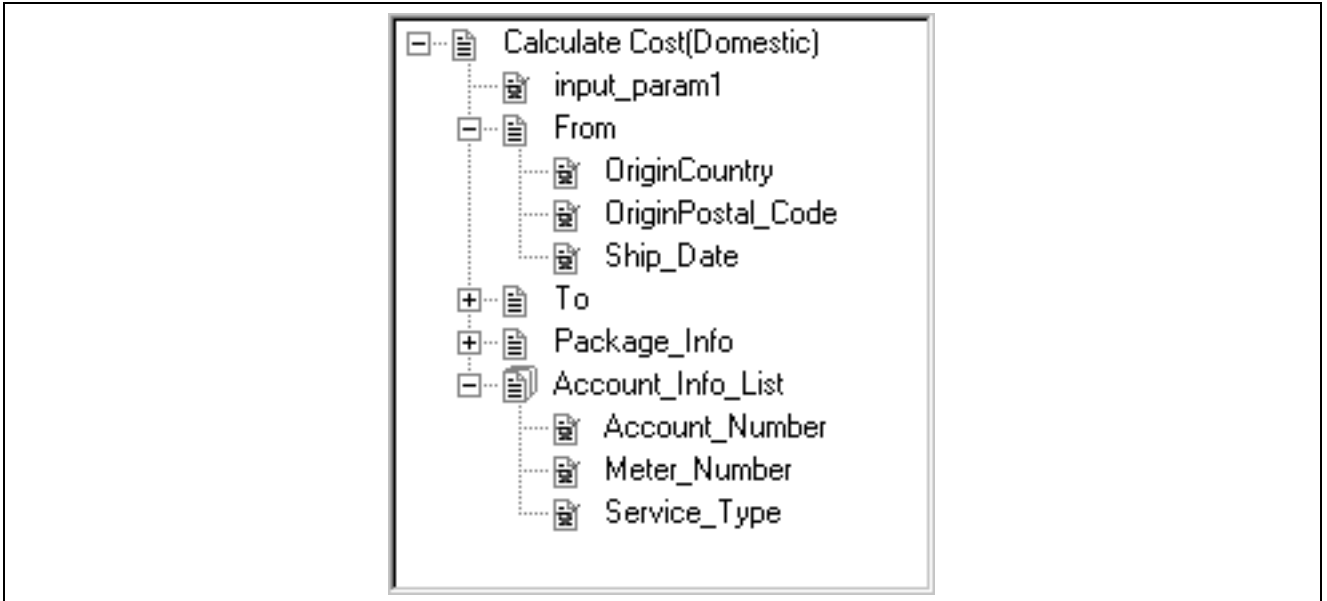 Calculate Cost(Domestic)
input_param1
From
OriginCountry
OriginPostal_Code
Ship_Date
To
Package_Info
Account_Info_List
Account_Number
Meter_Number
Service_Type